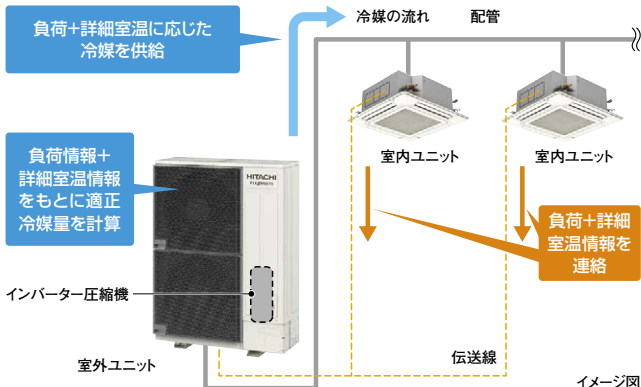 負荷+詳細室温に応じた
冷媒を供給
冷媒の流れ
配管
室内ユニット
室内ユニット
負荷情報+
詳細室温情報
をもとに適正
冷媒量を計算
HITACHI
負荷+詳細
室温情報を
連絡
インバーター圧縮機
室外ユニット
伝送線
イメージ図